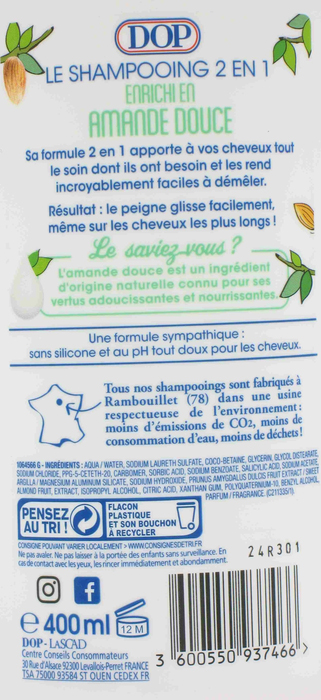 DOP
LE SHAMPOOING 2 EN 1
ENRICHI EN
AMANDE DOUCE
Sa formule 2 en 1 apporte à vos cheveux tout
le soin dont ils ont besoin et les rend
incroyablement faciles à démêler.
Résultat : le peigne glisse facilement,
même sur les cheveux les plus longs !
Le saviez-vous ?
L'amande douce est un ingrédient
d'origine naturelle connu pour ses
vertus adoucissantes et nourrissantes.
Une formule sympathique :
sans silicone et au pH tout doux pour les cheveux.
Tous nos shampooings sont fabriqués à
Rambouillet (78) dans une usine
respectueuse de l'environnement :
moins d'émissions de CO2, moins de
consommation d'eau, moins de déchets !
1064566 G - INGRÉDIENTS : AQUA / WATER, SODIUM LAURETH SULFATE, COCO-BETAINE, GLYCERIN, GLYCOL DISTEARATE,
SODIUM CHLORIDE, PPG-5-CETETH-20, CARBOMER, SORBIC ACID, SODIUM BENZOATE, SALICYLIC ACID, SODIUM ACETATE,
ARGILLA / MAGNESIUM ALUMINUM SILICATE, SODIUM HYDROXIDE, PRUNUS AMYGDALUS DULCIS FRUIT EXTRACT / SWEET
ALMOND FRUIT, EXTRACT, ISOPROPYL ALCOHOL, CITRIC ACID, XANTHAN GUM, POLYQUATERNIUM-10, BENZYL ALCOHOL,
PARFUM / FRAGRANCE.
PENSEZ
AU TRI !
FLACON
PLASTIQUE
ET SON BOUCHON
À RECYCLER
CONSIGNE POUVANT VARIER LOCALEMENT > WWW.CONSIGNESDETRI.FR
Bien refermer. Ne pas laisser à la portée des enfants sans surveillance. En
cas de contact avec les yeux, les rincer immédiatement et abondamment.
24R301
f
e 400 ml 12 M
DOP - LASCAD
Centre Conseils Consommateurs
30 Rue d'Alsace 92300 Levallois-Perret FRANCE
TSA 75000 93584 ST OUEN CEDEX FR
3 600550 937466 >